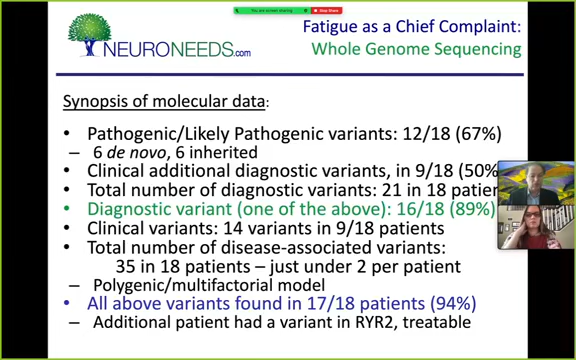 You are screen sharing
Stop Share
Fatigue as a Chief Complaint:
NEURONEEDS.com
Whole Genome Sequencing
Synopsis of molecular data:
• Pathogenic/Likely Pathogenic variants: 12/18 (67%)
– 6 de novo, 6 inherited
• Clinical additional diagnostic variants, in 9/18 (50%
• Total number of diagnostic variants: 21 in 18 patien
• Diagnostic variant (one of the above): 16/18 (89%)
• Clinical variants: 14 variants in 9/18 patients
• Total number of disease-associated variants:
35 in 18 patients – just under 2 per patient
– Polygenic/multifactorial model
• All above variants found in 17/18 patients (94%)
– Additional patient had a variant in RYR2, treatable